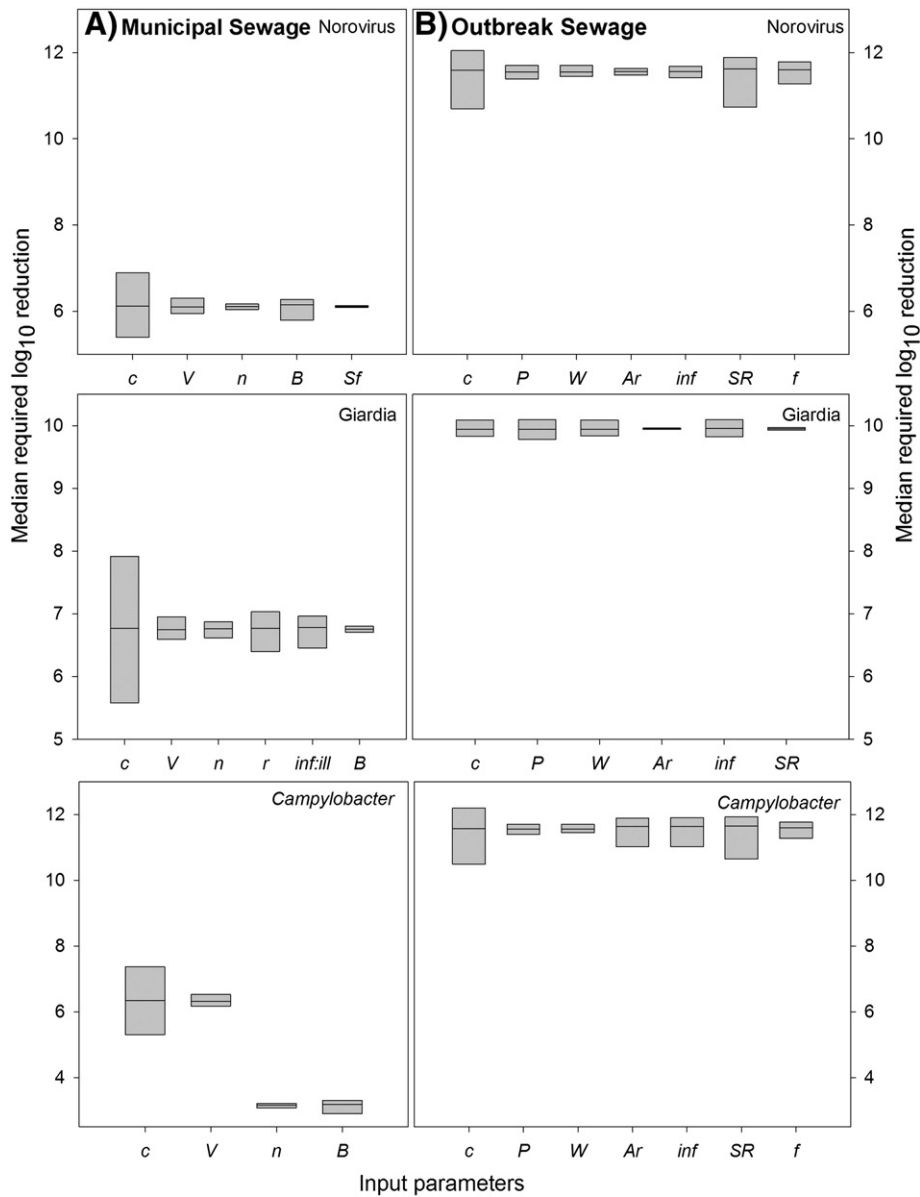 A) Municipal Sewage Norovirus
B) Outbreak Sewage Norovirus
12
10
8
6
c V n B Sf
12
10
8
6
c P W Ar inf SR f
Median required log10 reduction
Median required log10 reduction
Giardia
10
9
8
7
6
5
c V n r inf:ill B
Giardia
10
9
8
7
6
5
c P W Ar inf SR
Campylobacter
12
10
8
6
4
c V n B
Campylobacter
12
10
8
6
4
c P W Ar inf SR f
Input parameters